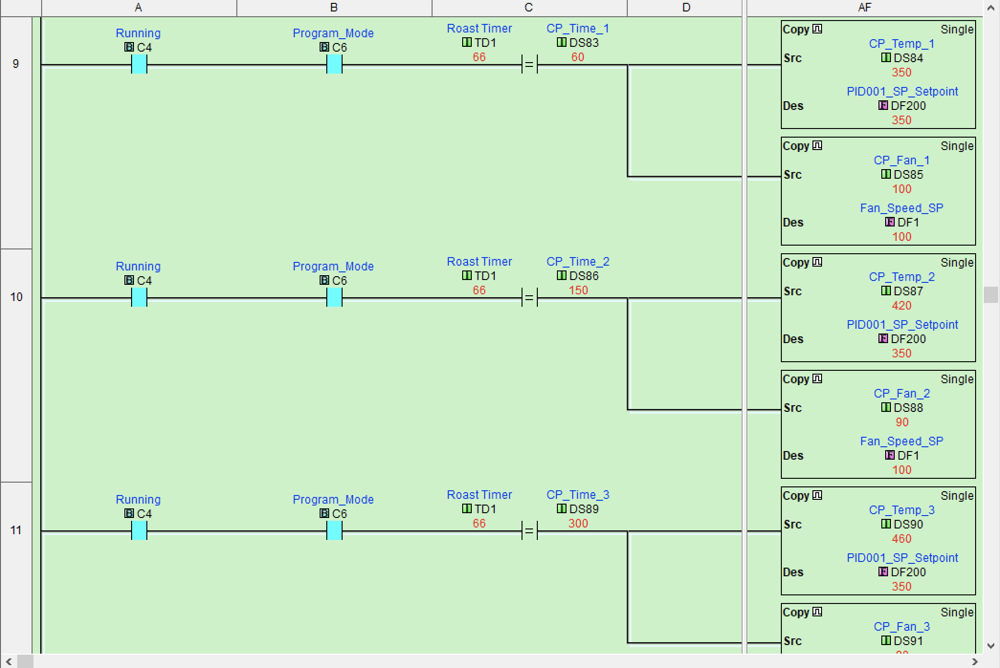 A B C D AF
9
Running
C4
Program_Mode
C6
Roast Timer CP_Time_1
TD1 DS83
66 = 60
Copy Single
CP_Temp_1
Src DS84
350
PID001_SP_Setpoint
Des DF200
350
Copy Single
CP_Fan_1
Src DS85
100
Fan_Speed_SP
Des DF1
100
10
Running
C4
Program_Mode
C6
Roast Timer CP_Time_2
TD1 DS86
66 = 150
Copy Single
CP_Temp_2
Src DS87
420
PID001_SP_Setpoint
Des DF200
350
Copy Single
CP_Fan_2
Src DS88
90
Fan_Speed_SP
Des DF1
100
11
Running
C4
Program_Mode
C6
Roast Timer CP_Time_3
TD1 DS89
66 = 300
Copy Single
CP_Temp_3
Src DS90
460
PID001_SP_Setpoint
Des DF200
350
Copy Single
CP_Fan_3
Src DS91